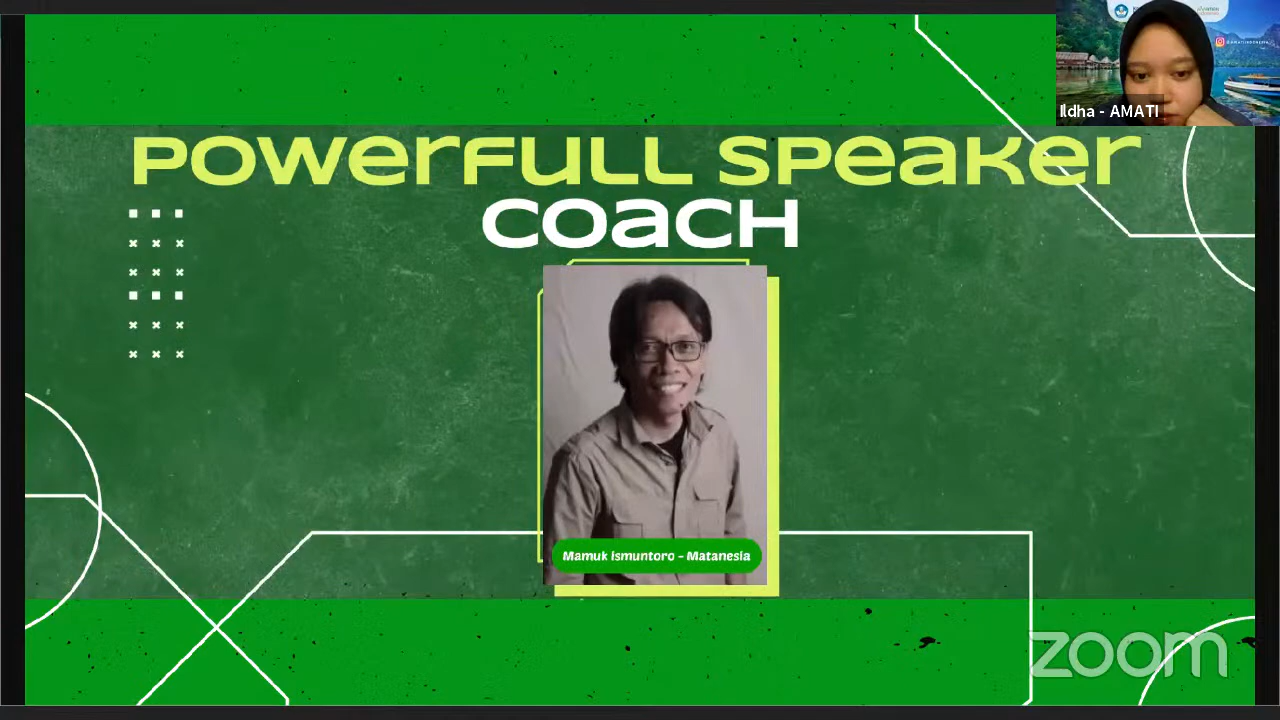 POWERFULL SPEAKER
COACH
Mamuk Ismuntoro - Matanesia
Ildha - AMATI
zoom